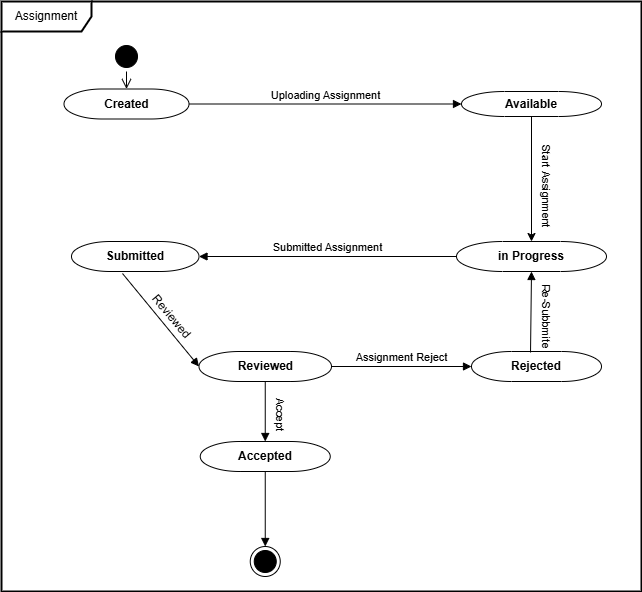 Assignment
Created
Uploading Assignment
Available
Start Assignment
Submitted
Submitted Assignment
in Progress
Reviewed
Re-Subbmite
Reviewed
Assignment Reject
Rejected
Accept
Accepted